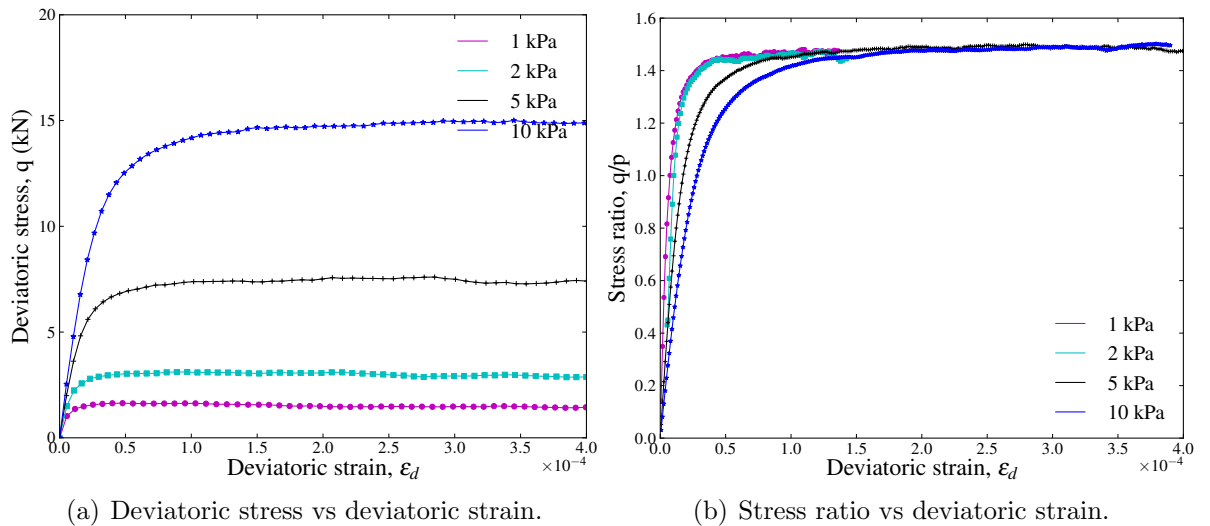 20
15
10
5
0
0.0 0.5 1.0 1.5 2.0 2.5 3.0 3.5 4.0
×10⁻⁴
Deviatoric strain, ε_d
Deviatoric stress, q (kN)
1 kPa
2 kPa
5 kPa
10 kPa
(a) Deviatoric stress vs deviatoric strain.
1.6
1.4
1.2
1.0
0.8
0.6
0.4
0.2
0.0
0.0 0.5 1.0 1.5 2.0 2.5 3.0 3.5 4.0
×10⁻⁴
Deviatoric strain, ε_d
Stress ratio, q/p
1 kPa
2 kPa
5 kPa
10 kPa
(b) Stress ratio vs deviatoric strain.